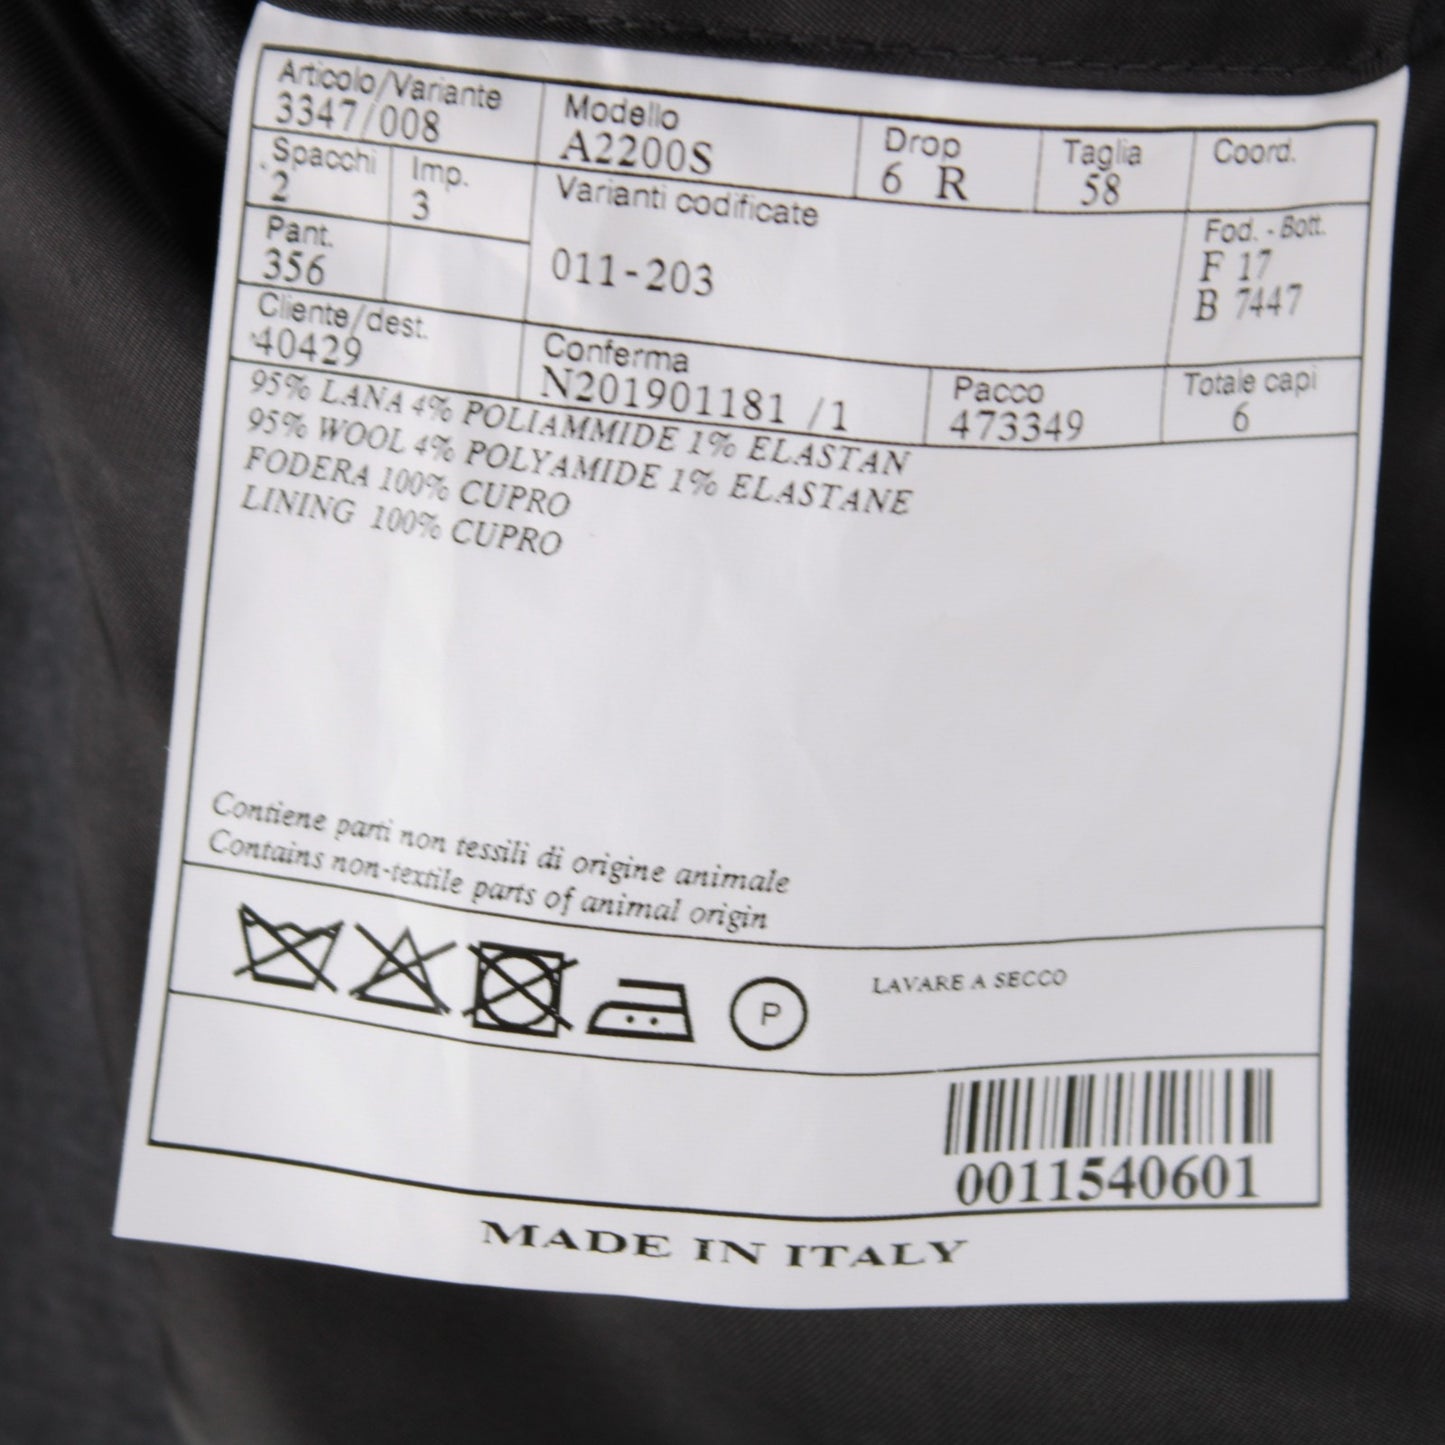 Articolo/Variante Modello Drop Taglia Coord.
3347/008 A2200S 6 R 58
Spacchi Imp. Varianti codificate Fod. - Bott.
2 3 F 17
Pant. 011-203 B 7447
356
Cliente/dest. Conferma Pacco Totale capi
40429 N201901181 /1 473349 6
95% LANA 4% POLIAMMIDE 1% ELASTAN
95% WOOL 4% POLYAMIDE 1% ELASTANE
FODERA 100% CUPRO
LINING 100% CUPRO
Contiene parti non tessili di origine animale
Contains non-textile parts of animal origin
P LAVARE A SECCO
0011540601
MADE IN ITALY